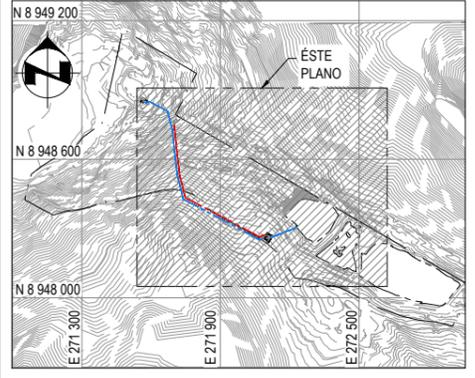 N 8 949 200
ÉSTE
PLANO
N
N 8 948 600
N 8 948 000
E 271 300
E 271 900
E 272 500